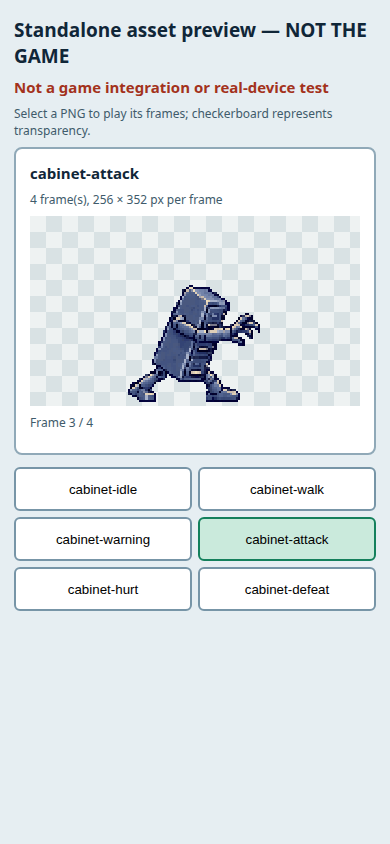 Standalone asset preview — NOT THE
GAME
Not a game integration or real-device test
Select a PNG to play its frames; checkerboard represents
transparency.
cabinet-attack
4 frame(s), 256 × 352 px per frame
Frame 3 / 4
cabinet-idle
cabinet-walk
cabinet-warning
cabinet-attack
cabinet-hurt
cabinet-defeat